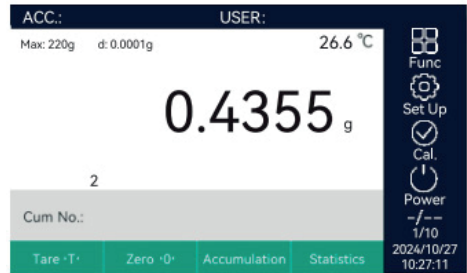 ACC.: USER:
Max: 220g d: 0.0001g 26.6 ℃
0.4355 g
2
Cum No.:
Tare ·T· Zero ·0· Accumulation Statistics
Func
Set Up
Cal.
Power
-/--
1/10
2024/10/27
10:27:11